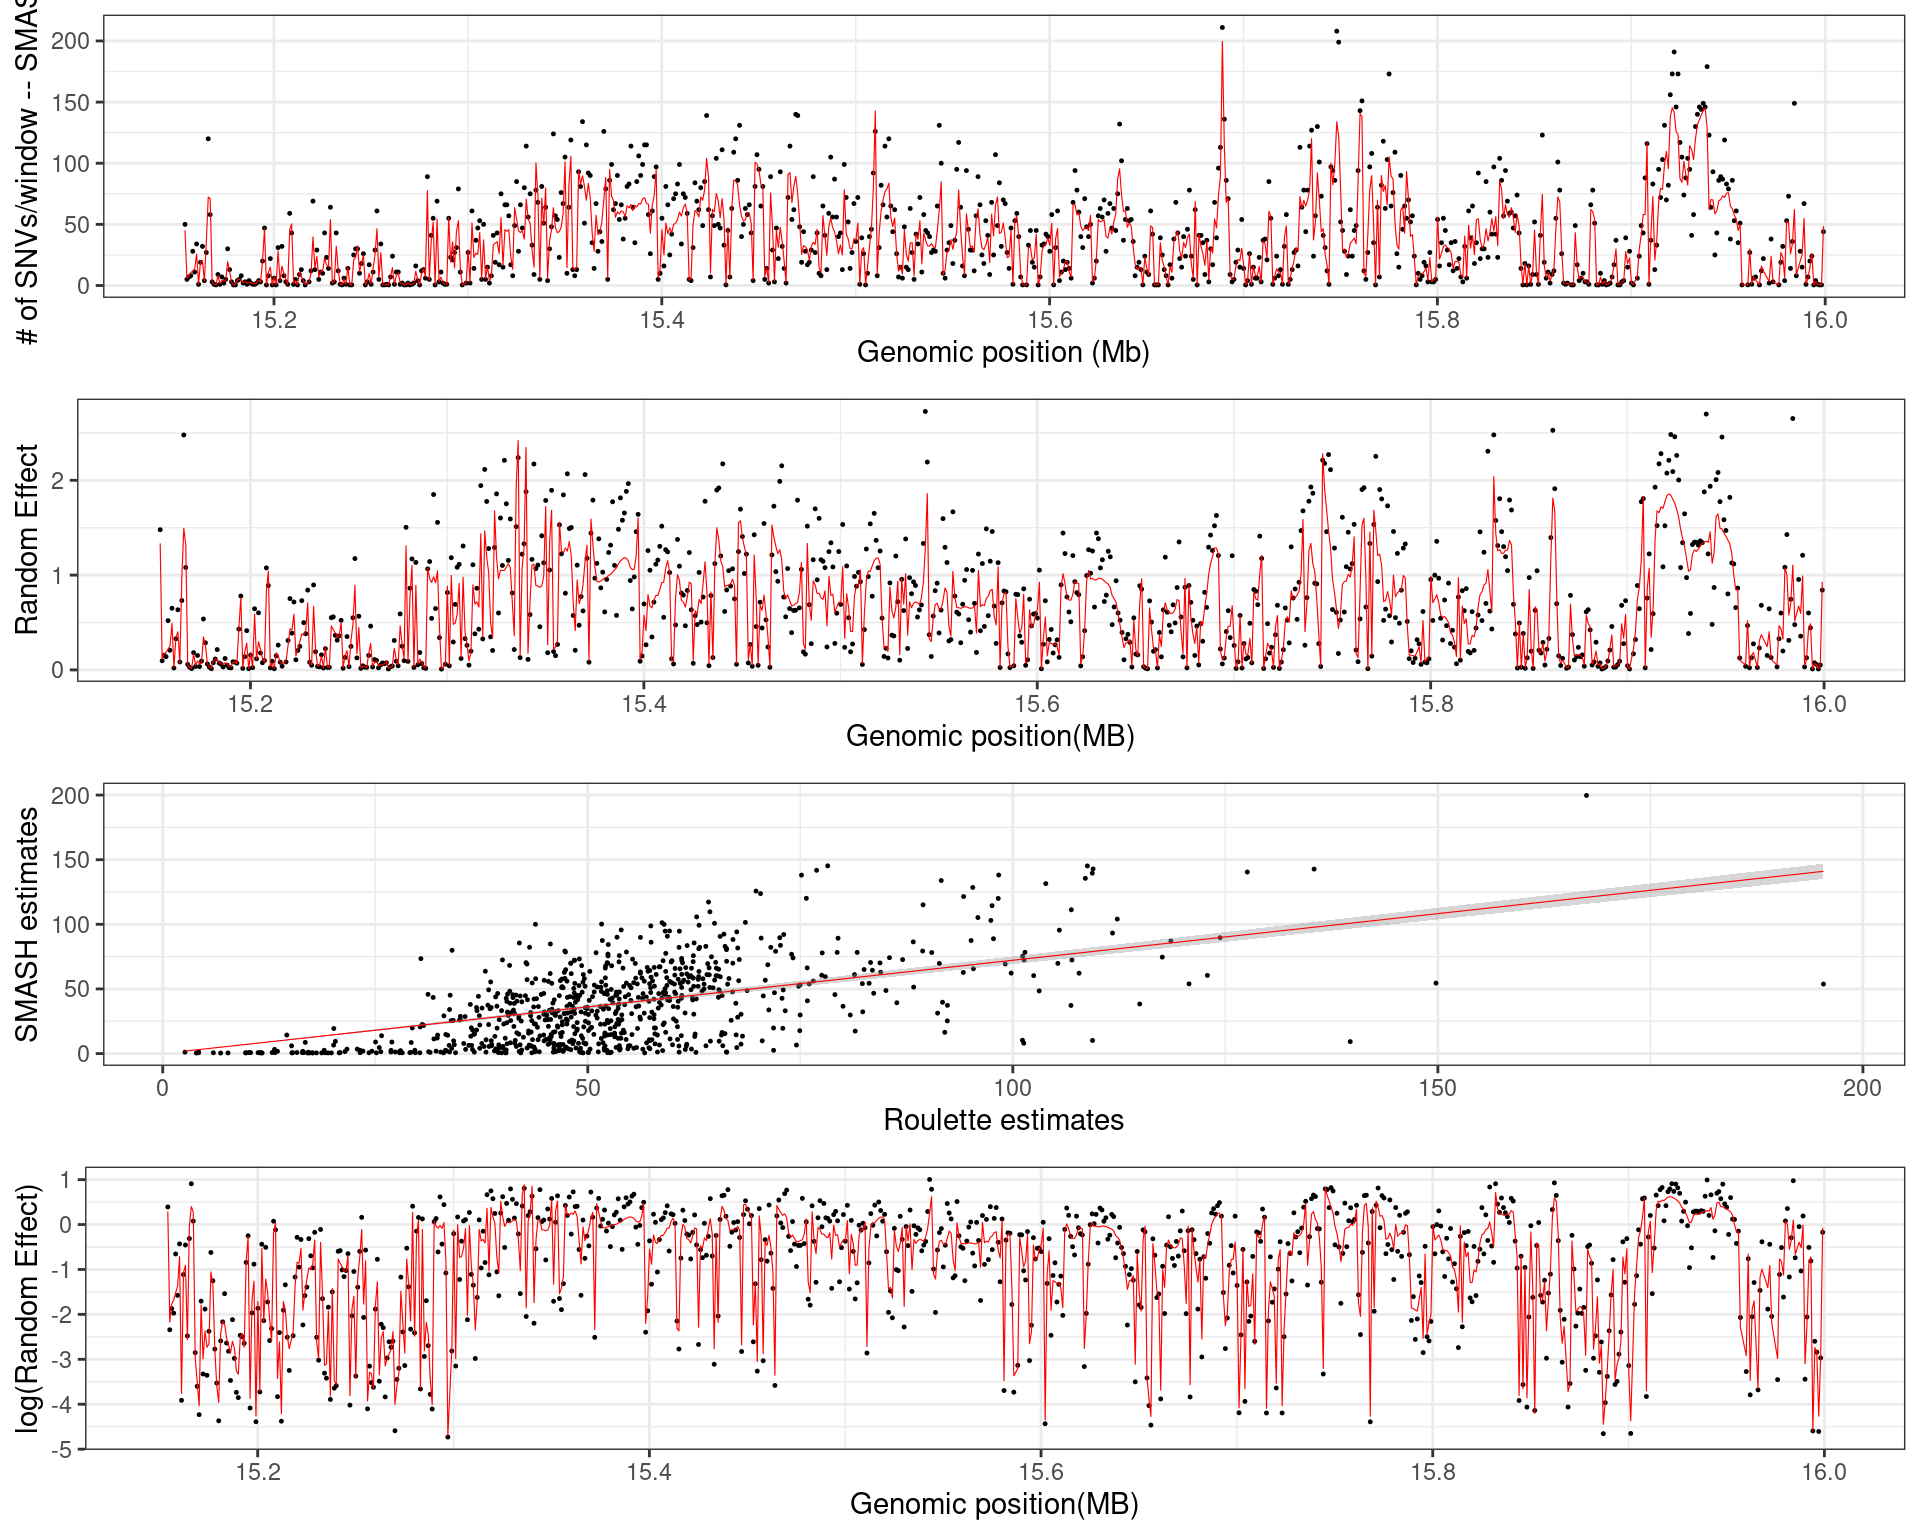 # of SNVs/window -- SMAS
200
150
100
50
0
15.2 15.4 15.6 15.8 16.0
Genomic position (Mb)
Random Effect
2
1
0
15.2 15.4 15.6 15.8 16.0
Genomic position(MB)
SMASH estimates
200
150
100
50
0
0 50 100 150 200
Roulette estimates
log(Random Effect)
1
0
-1
-2
-3
-4
-5
15.2 15.4 15.6 15.8 16.0
Genomic position(MB)